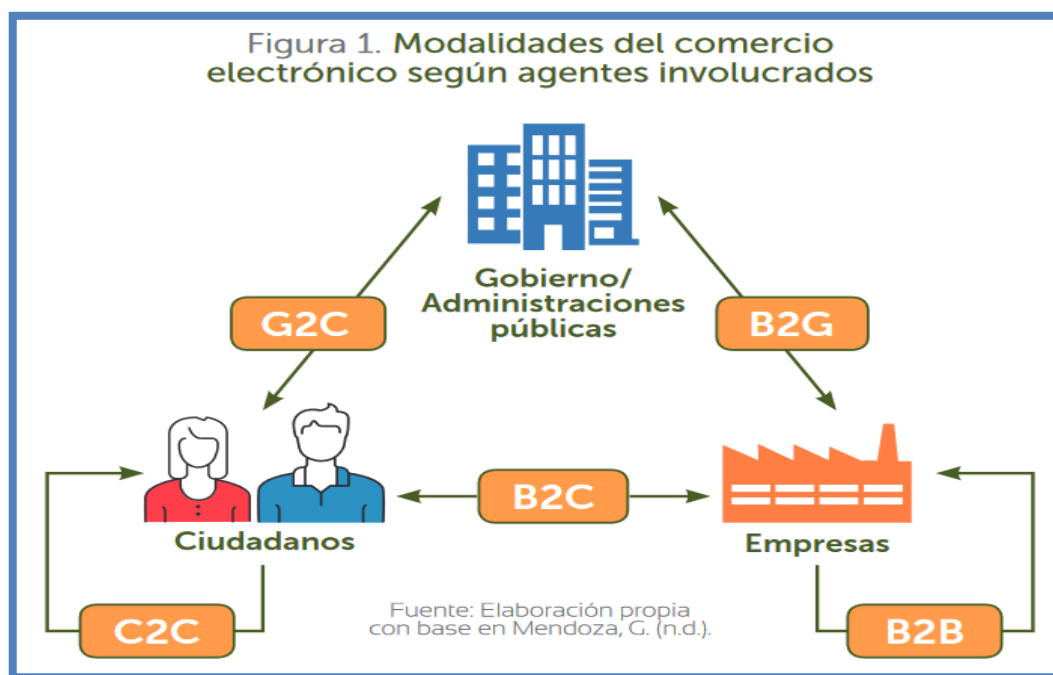 Figura 1. Modalidades del comercio
electrónico según agentes involucrados
Gobierno/
Administraciones
públicas
G2C
B2G
B2C
Ciudadanos
Empresas
C2C
Fuente: Elaboración propia
con base en Mendoza, G. (n.d.).
B2B